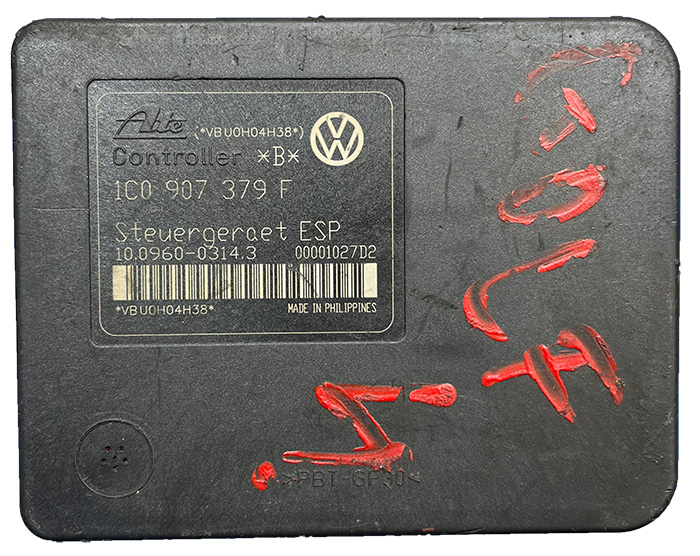 Ate (*VBU0H04H38*)
Controller *B*
1C0 907 379 F
Steuergeraet ESP
10.0960-0314.3 00001027D2
*VBU0H04H38*
MADE IN PHILIPPINES
GOLF
>PBT-GF30<